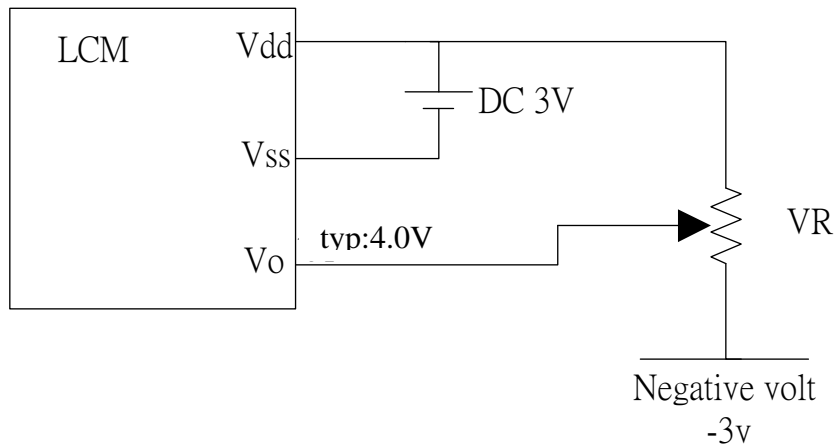 LCM
Vdd
DC 3V
Vss
VR
typ:4.0V
Vo
Negative volt
-3v